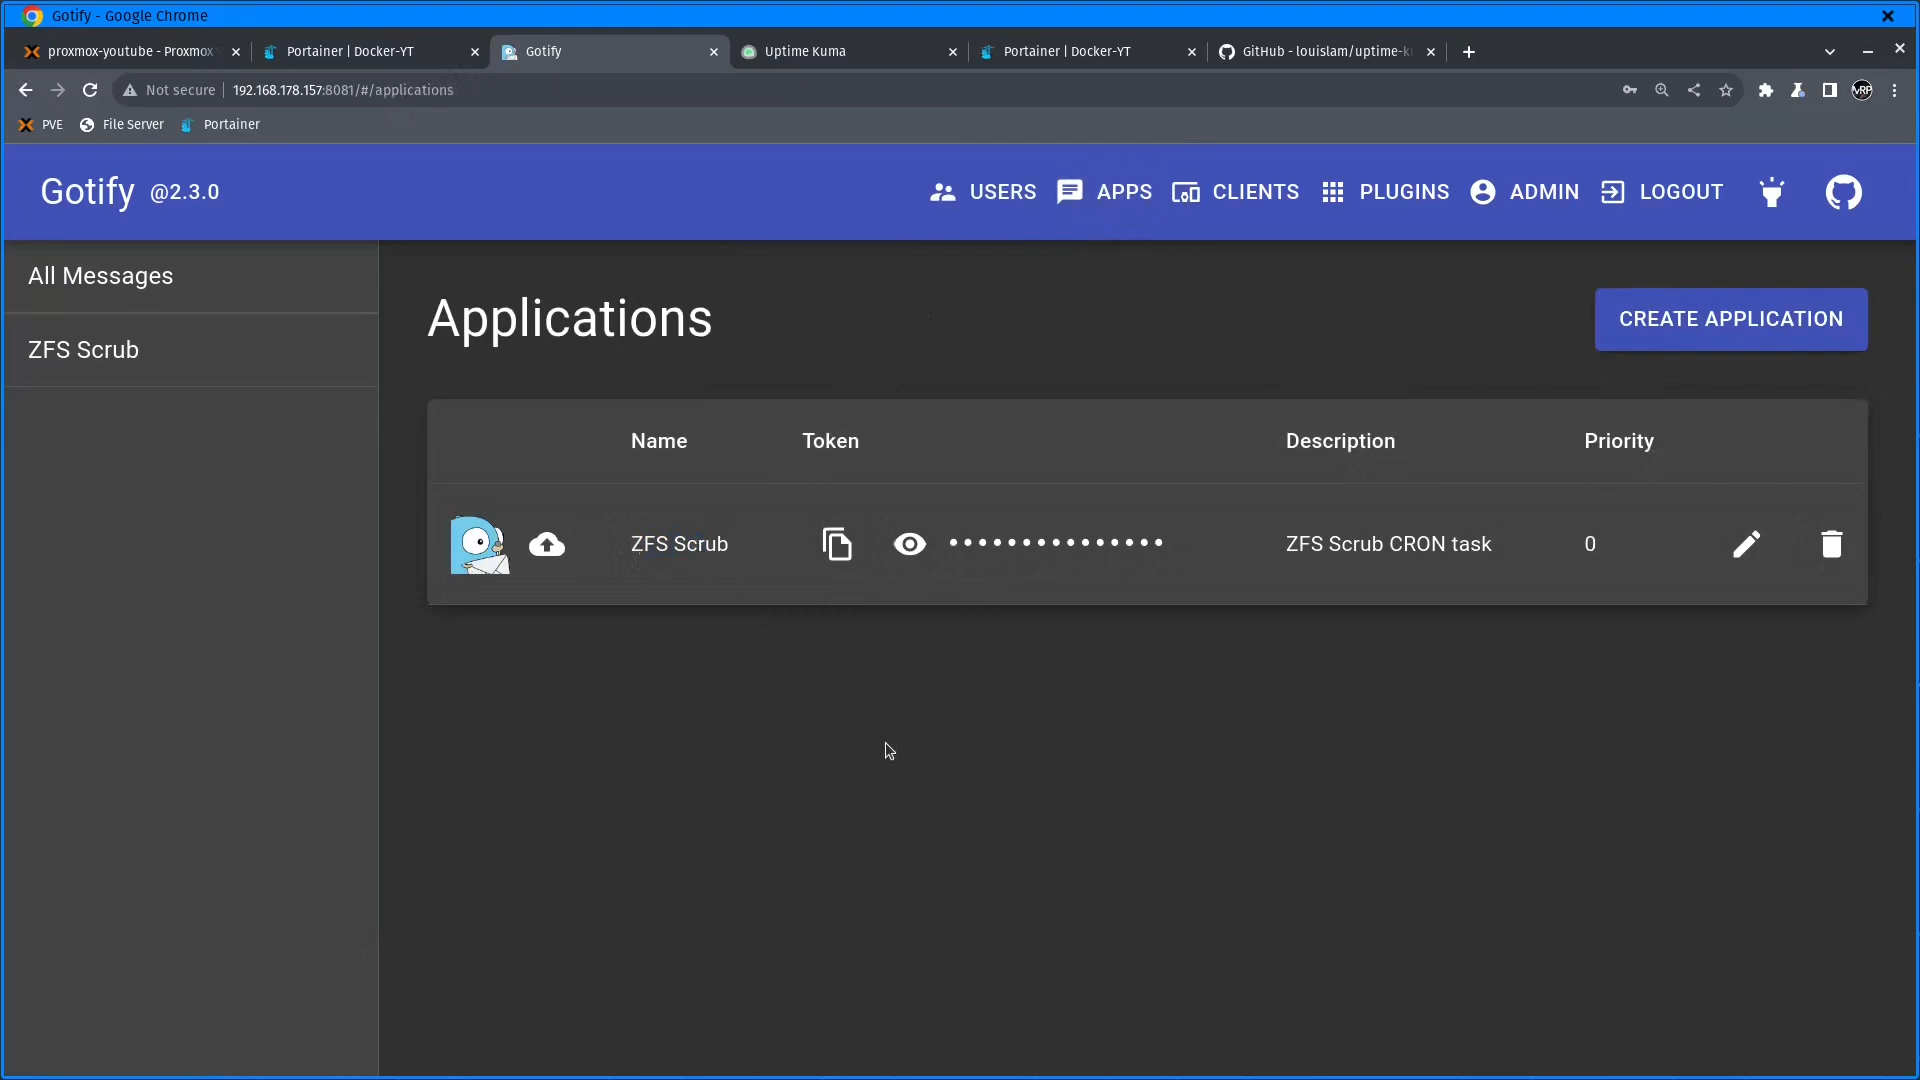 Gotify - Google Chrome
proxmox-youtube - Proxmox
Portainer | Docker-YT
Gotify
Uptime Kuma
Portainer | Docker-YT
GitHub - louislam/uptime-k
Not secure
192.168.178.157:8081/#/applications
VRP
PVE
File Server
Portainer
Gotify @2.3.0
USERS
APPS
CLIENTS
PLUGINS
ADMIN
LOGOUT
All Messages
ZFS Scrub
Applications
CREATE APPLICATION
Name Token Description Priority
ZFS Scrub ••••••••••••••• ZFS Scrub CRON task 0